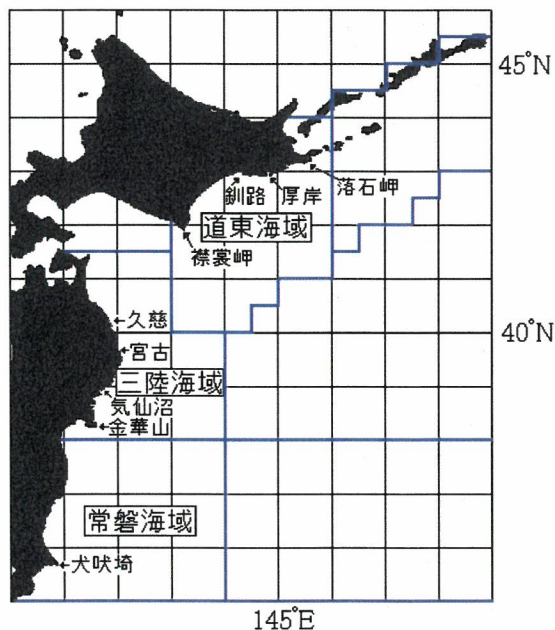 45°N
落石岬
釧路
厚岸
道東海域
襟裳岬
←久慈
40°N
←宮古
三陸海域
気仙沼
←金華山
常磐海域
←犬吠埼
145°E